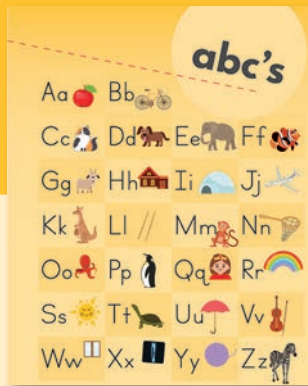 abc's
Aa Bb
Cc Dd Ee Ff
Gg Hh Ii Jj
Kk Ll Mm Nn
Oo Pp Qq Rr
Ss Tt Uu Vv
Ww Xx Yy Zz